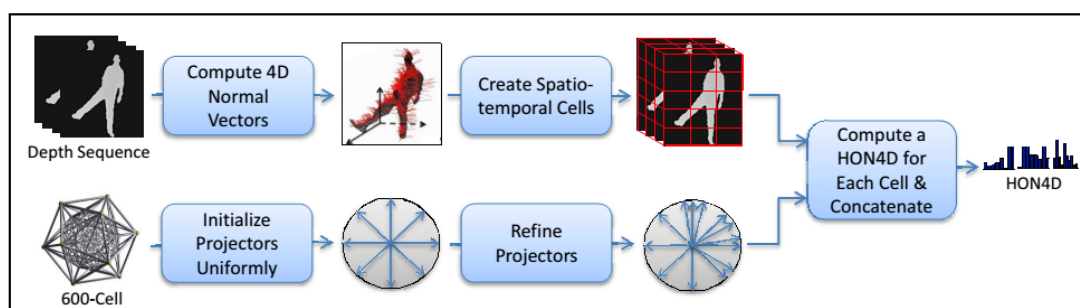 Depth Sequence
Compute 4D
Normal
Vectors
Create Spatio-
temporal Cells
Compute a
HON4D for
Each Cell &
Concatenate
HON4D
600-Cell
Initialize
Projectors
Uniformly
Refine
Projectors